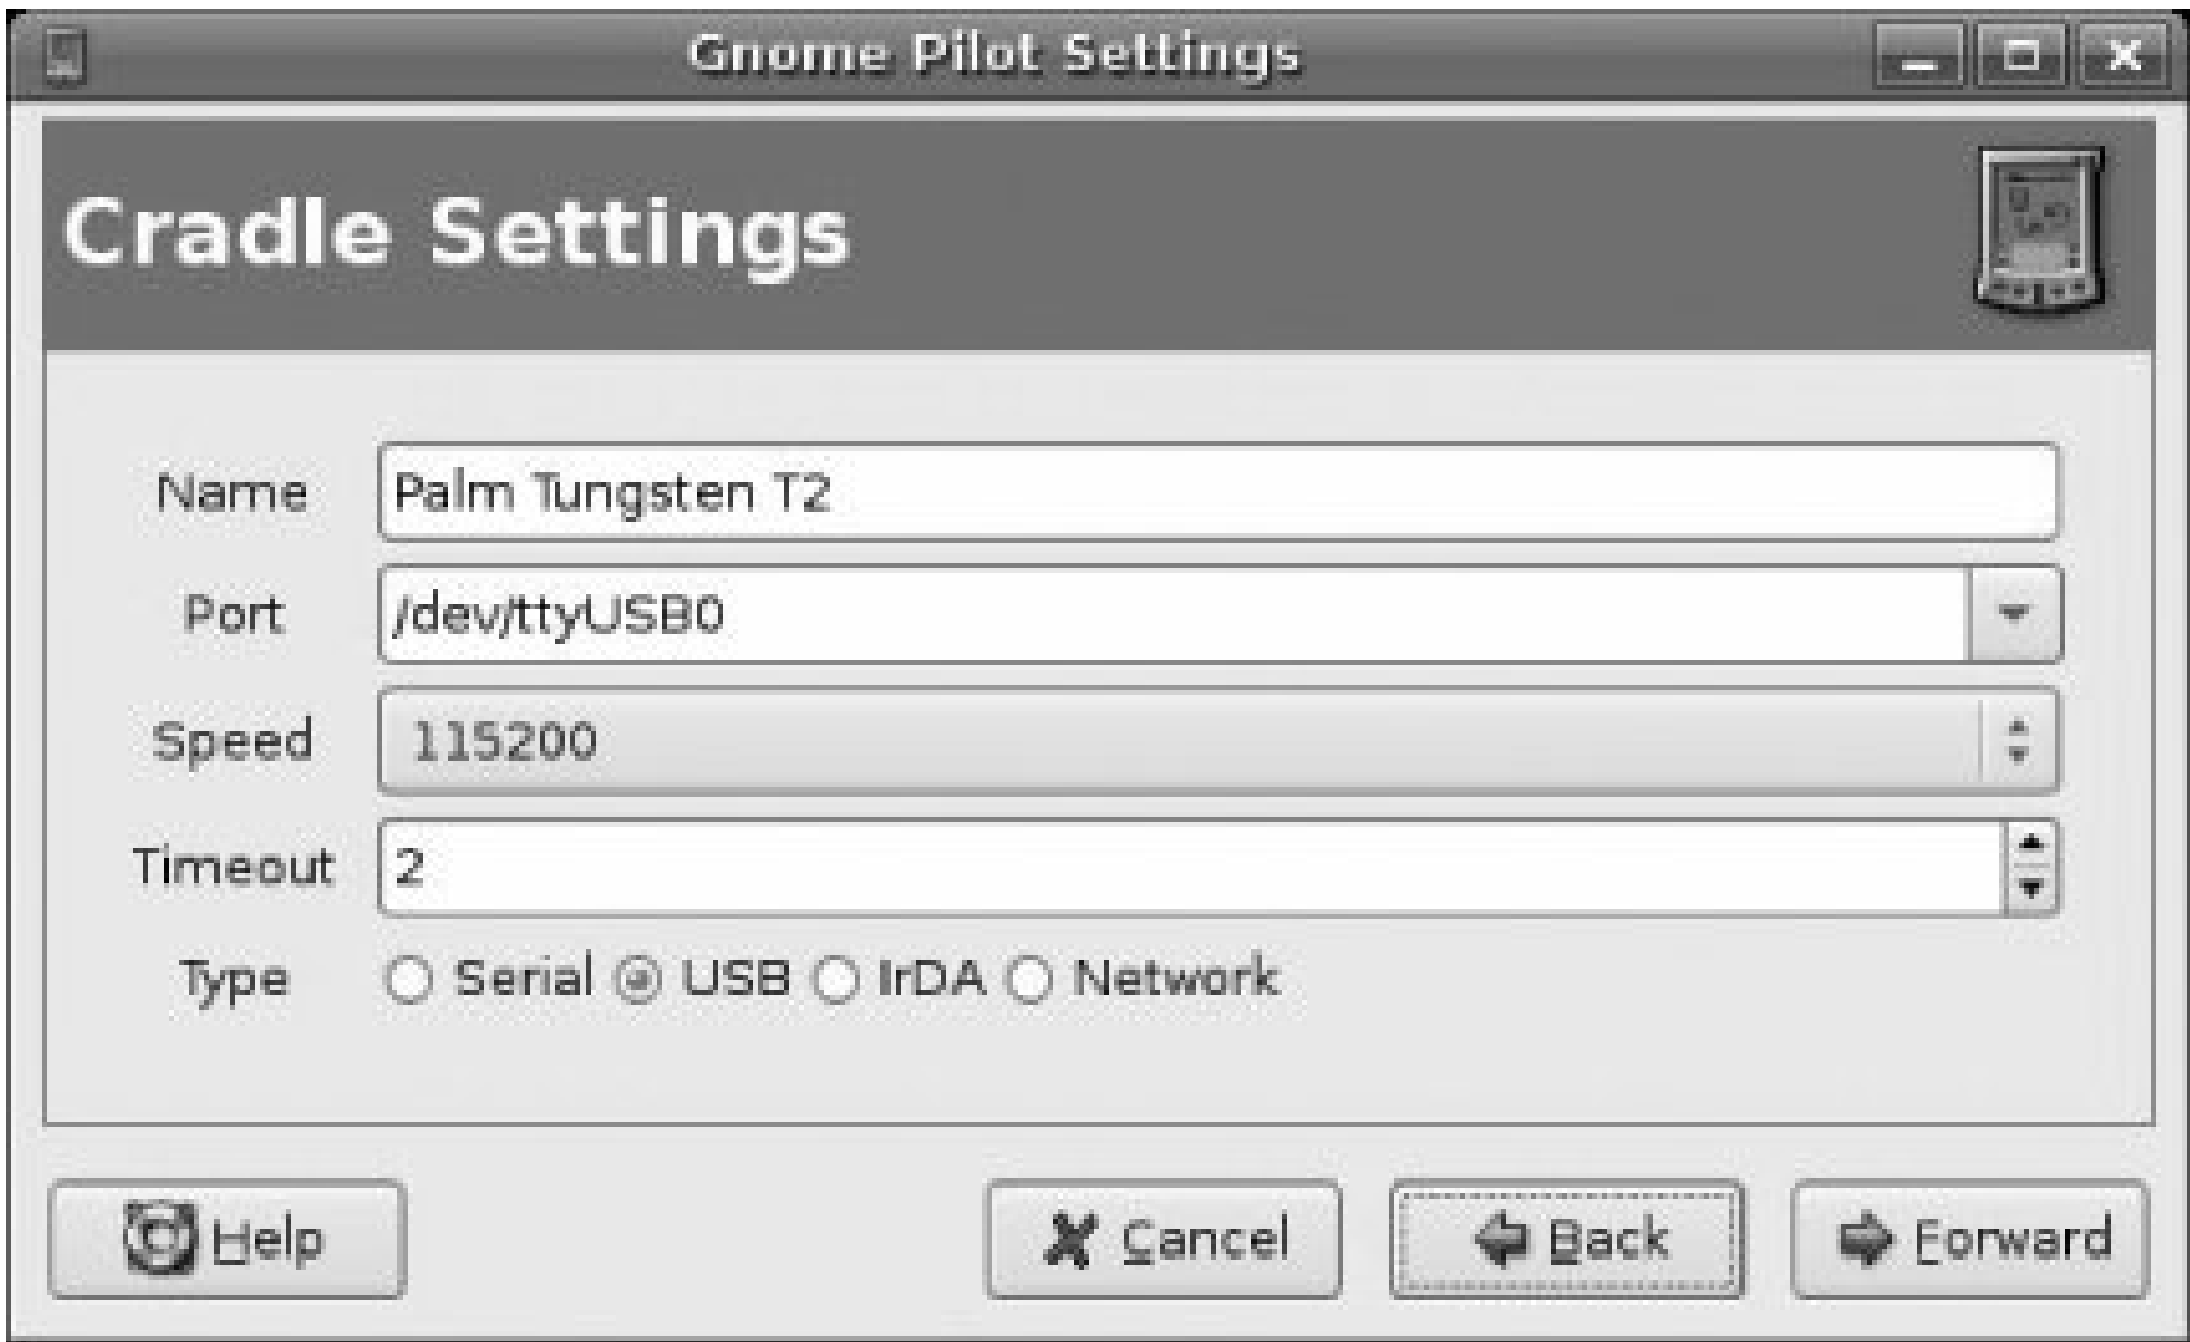 Gnome Pilot Settings
Cradle Settings
Name Palm Tungsten T2
Port /dev/ttyUSB0
Speed 115200
Timeout 2
Type Serial USB IrDA Network
Help Cancel Back Forward